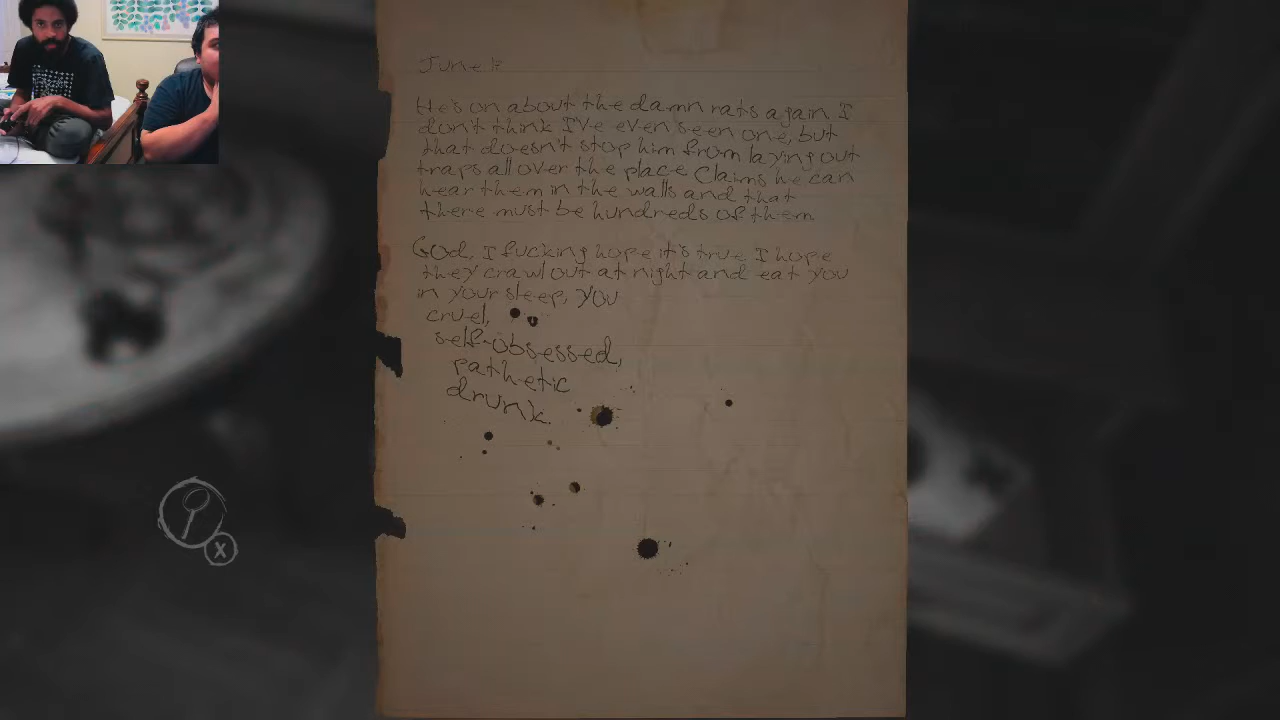 June
He's on about the damn rats again I
don't think I've even seen one, but
that doesn't stop him from laying out
traps all over the place Claims he can
hear them in the walls and that
there must be hundreds of them
God, I fucking hope it's true I hope
they crawl out at night and eat you
in your sleep, you
cruel,
self-obsessed,
pathetic
drunk.
X